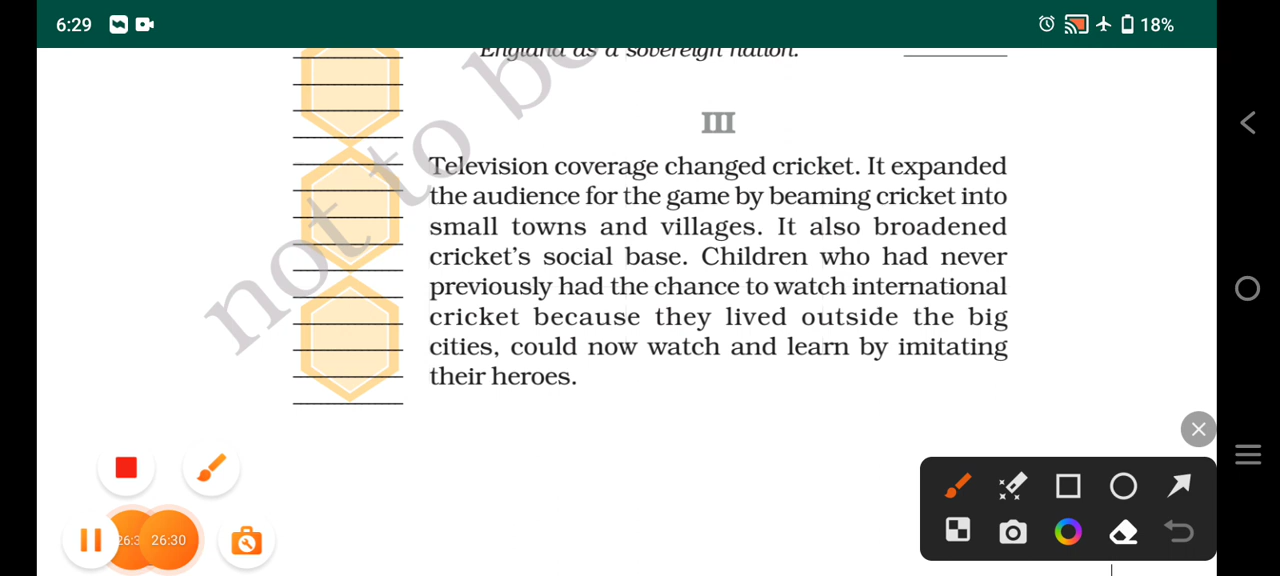 6:29
18%
England as a sovereign nation.
not to be
III
Television coverage changed cricket. It expanded
the audience for the game by beaming cricket into
small towns and villages. It also broadened
cricket's social base. Children who had never
previously had the chance to watch international
cricket because they lived outside the big
cities, could now watch and learn by imitating
their heroes.
26:3
26:30